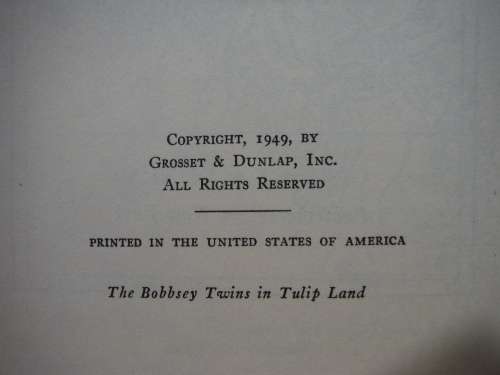 Copyright, 1949, by
Grosset & Dunlap, Inc.
All Rights Reserved
PRINTED IN THE UNITED STATES OF AMERICA
The Bobbsey Twins in Tulip Land